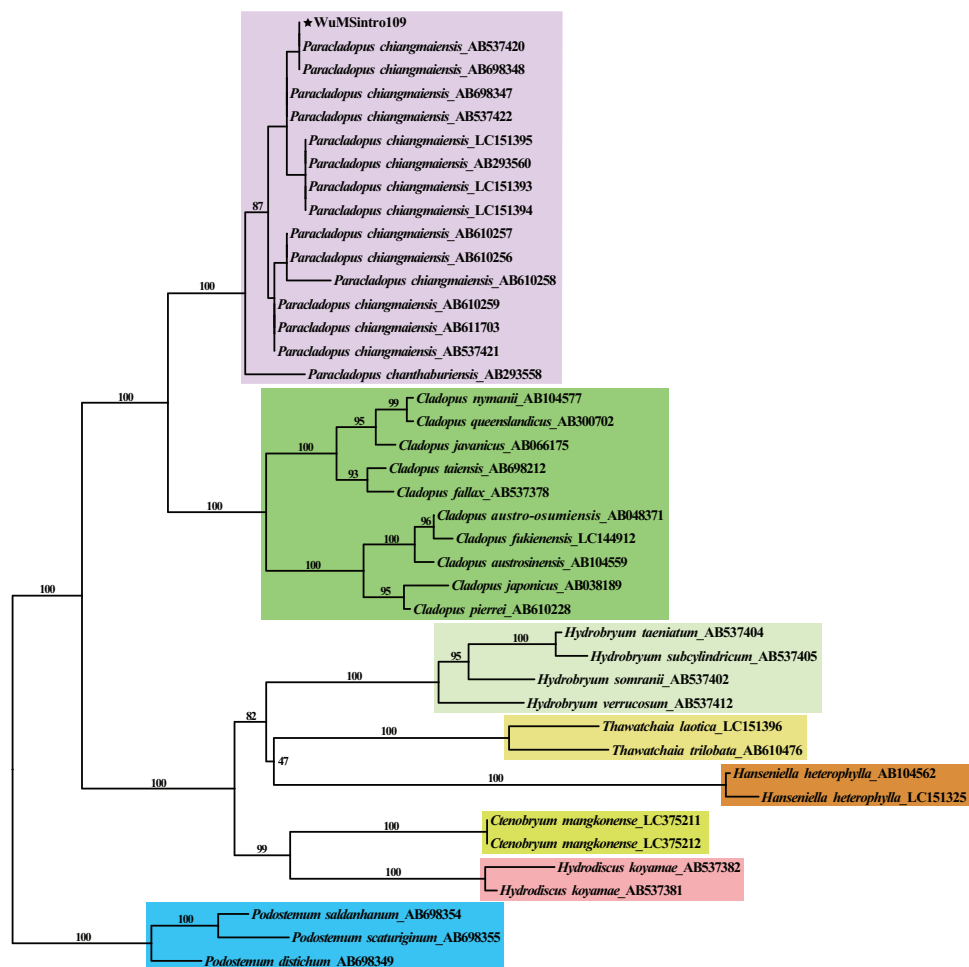 ★WuMSintro109
Paracladopus chiangmaiensis_AB537420
Paracladopus chiangmaiensis_AB698348
Paracladopus chiangmaiensis_AB698347
Paracladopus chiangmaiensis_AB537422
Paracladopus chiangmaiensis_LC151395
Paracladopus chiangmaiensis_AB293560
Paracladopus chiangmaiensis_LC151393
Paracladopus chiangmaiensis_LC151394
87
Paracladopus chiangmaiensis_AB610257
Paracladopus chiangmaiensis_AB610256
Paracladopus chiangmaiensis_AB610258
100
Paracladopus chiangmaiensis_AB610259
Paracladopus chiangmaiensis_AB611703
Paracladopus chiangmaiensis_AB537421
Paracladopus chanthaburiensis_AB293558
100
Cladopus nymanii_AB104577
99
Cladopus queenslandicus_AB300702
95
Cladopus javanicus_AB066175
100
Cladopus taiensis_AB698212
93
Cladopus fallax_AB537378
100
Cladopus austro-osumiensis_AB048371
96
Cladopus fukienensis_LC144912
100
Cladopus austrosinensis_AB104559
100
Cladopus japonicus_AB038189
95
Cladopus pierrei_AB610228
100
Hydrobryum taeniatum_AB537404
100
Hydrobryum subcylindricum_AB537405
95
Hydrobryum somranii_AB537402
100
Hydrobryum verrucosum_AB537412
82
Thawatchaia laotica_LC151396
100
Thawatchaia trilobata_AB610476
47
Hanseniella heterophylla_AB104562
100
Hanseniella heterophylla_LC151325
100
Ctenobryum mangkonense_LC375211
100
Ctenobryum mangkonense_LC375212
99
Hydrodiscus koyamae_AB537382
100
Hydrodiscus koyamae_AB537381
Podostemum saldanhanum_AB698354
100
Podostemum scaturiginum_AB698355
100
Podostemum distichum_AB698349